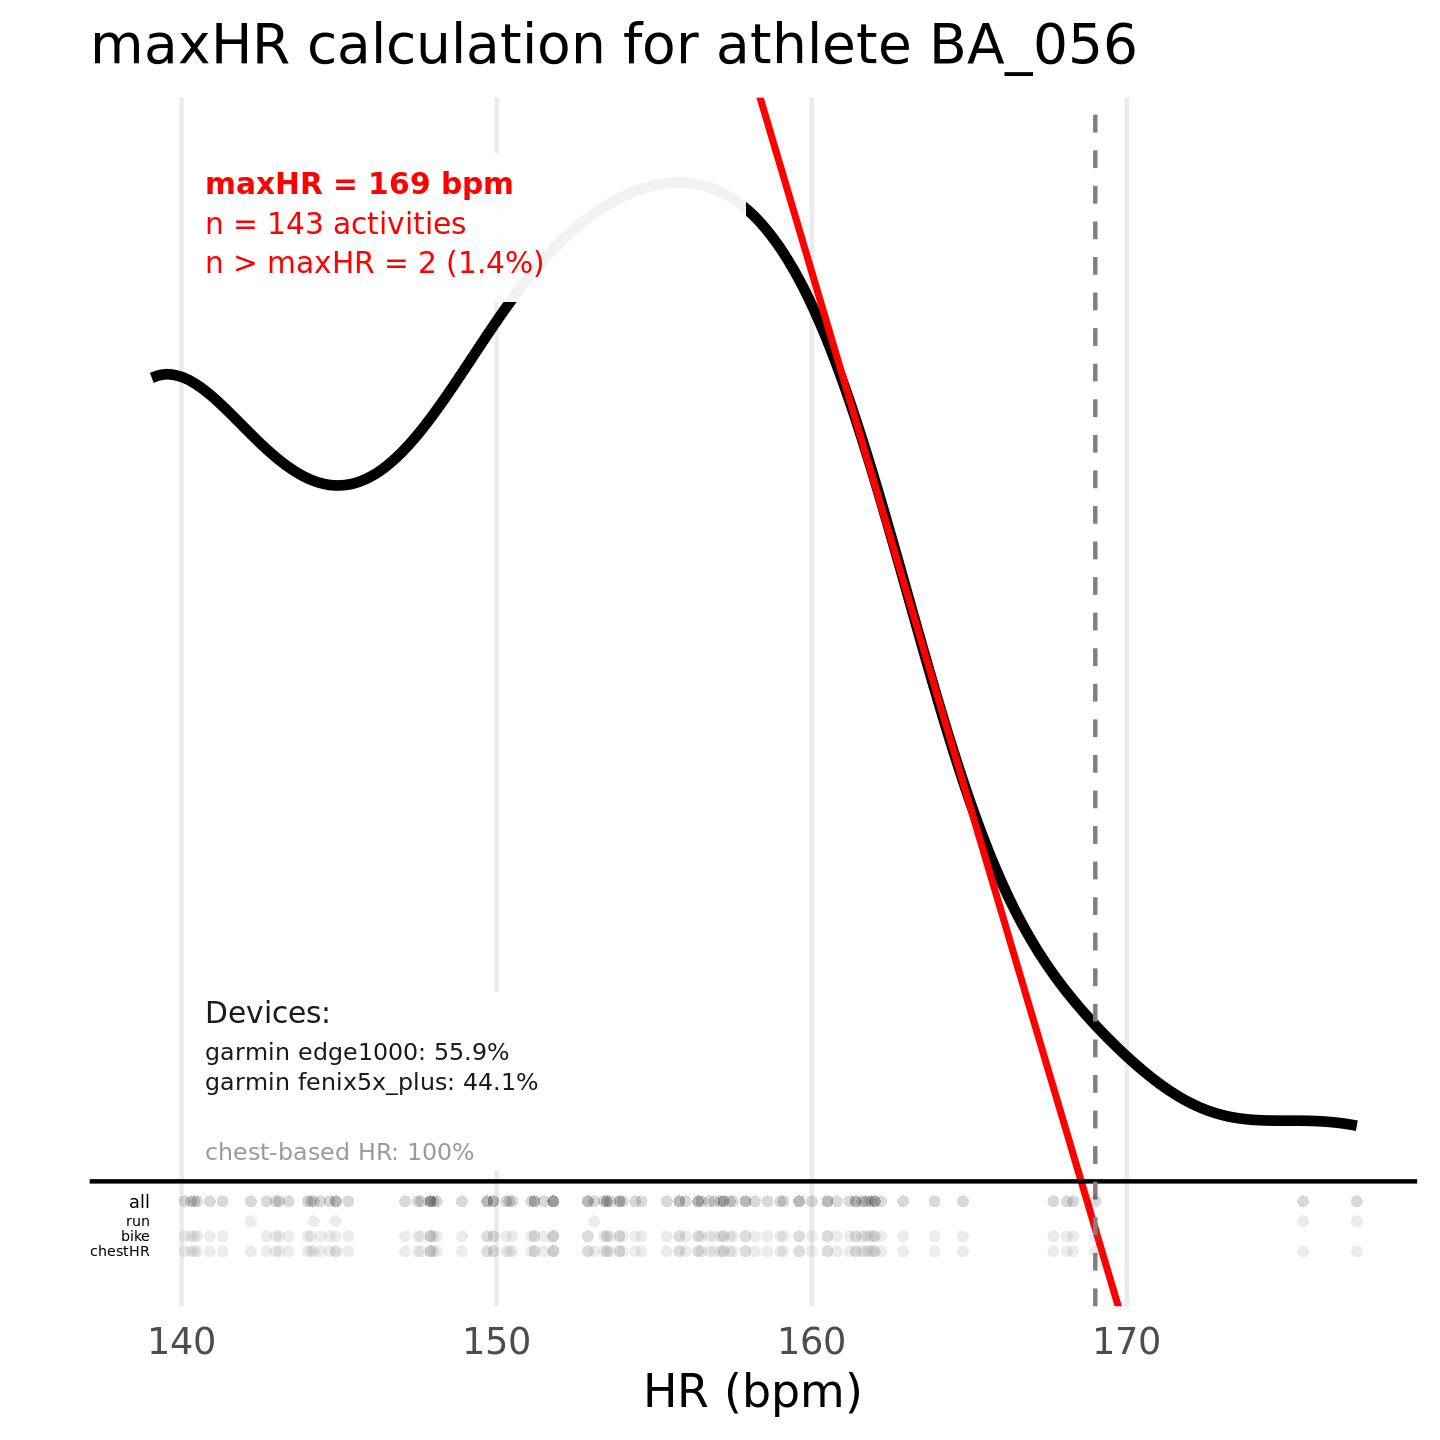 maxHR calculation for athlete BA_056
maxHR = 169 bpm
n = 143 activities
n > maxHR = 2 (1.4%)
Devices:
garmin edge1000: 55.9%
garmin fenix5x_plus: 44.1%
chest-based HR: 100%
all
run
bike
chestHR
140 150 160 170
HR (bpm)